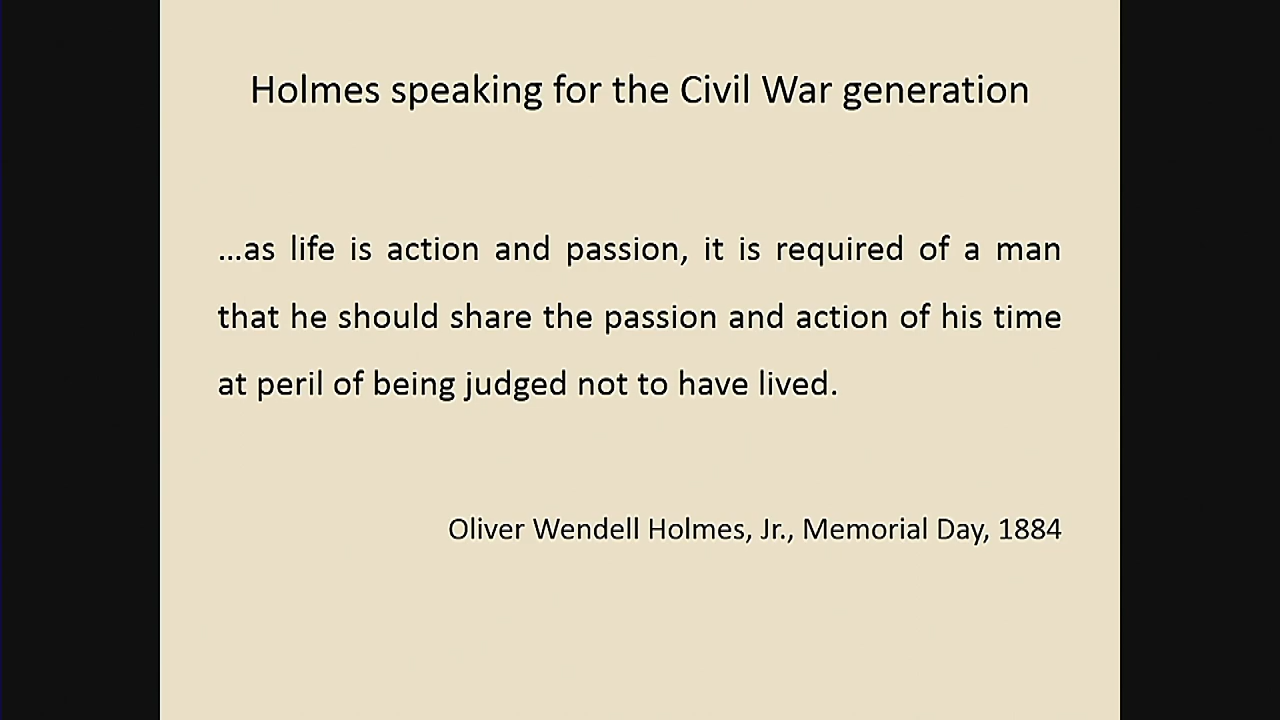 Holmes speaking for the Civil War generation
...as life is action and passion, it is required of a man
that he should share the passion and action of his time
at peril of being judged not to have lived.
Oliver Wendell Holmes, Jr., Memorial Day, 1884